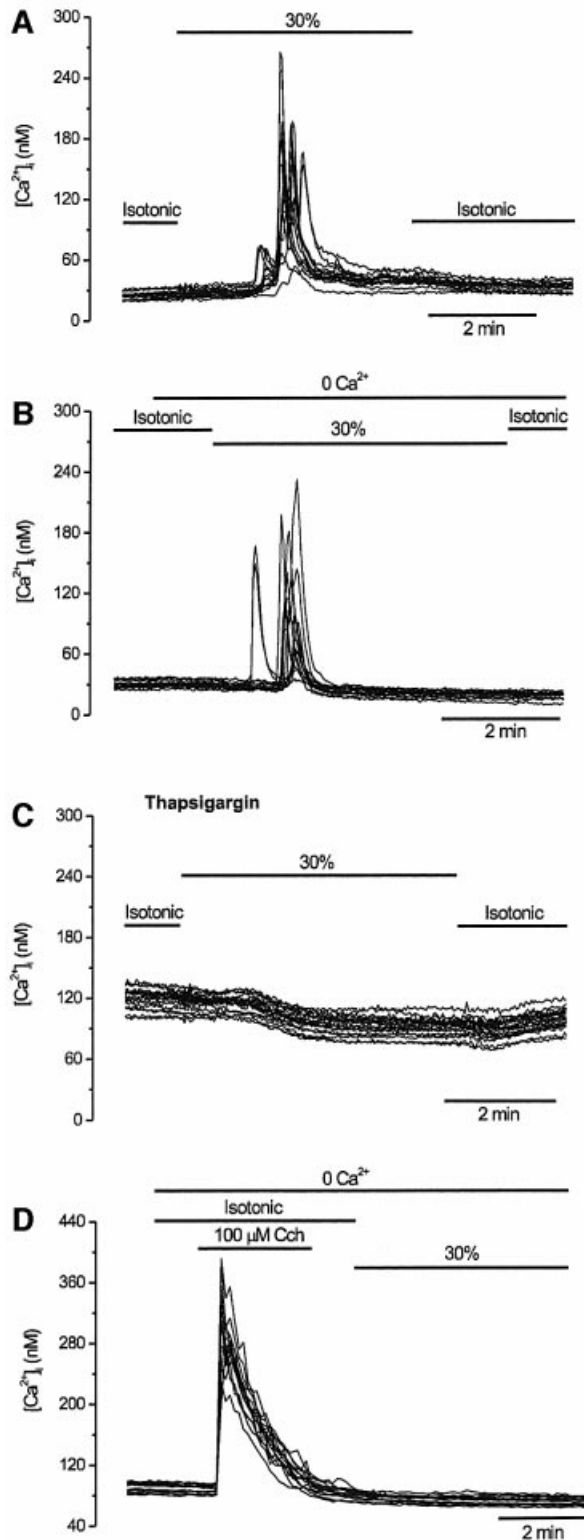 A
300
240
180
120
60
0
[Ca²⁺]ᵢ (nM)
30%
Isotonic
Isotonic
2 min
B
0 Ca²⁺
300
240
180
120
60
0
[Ca²⁺]ᵢ (nM)
Isotonic
30%
Isotonic
2 min
C
Thapsigargin
300
240
180
120
60
0
[Ca²⁺]ᵢ (nM)
30%
Isotonic
Isotonic
2 min
D
0 Ca²⁺
Isotonic
100 µM Cch
30%
440
360
280
200
120
40
[Ca²⁺]ᵢ (nM)
2 min